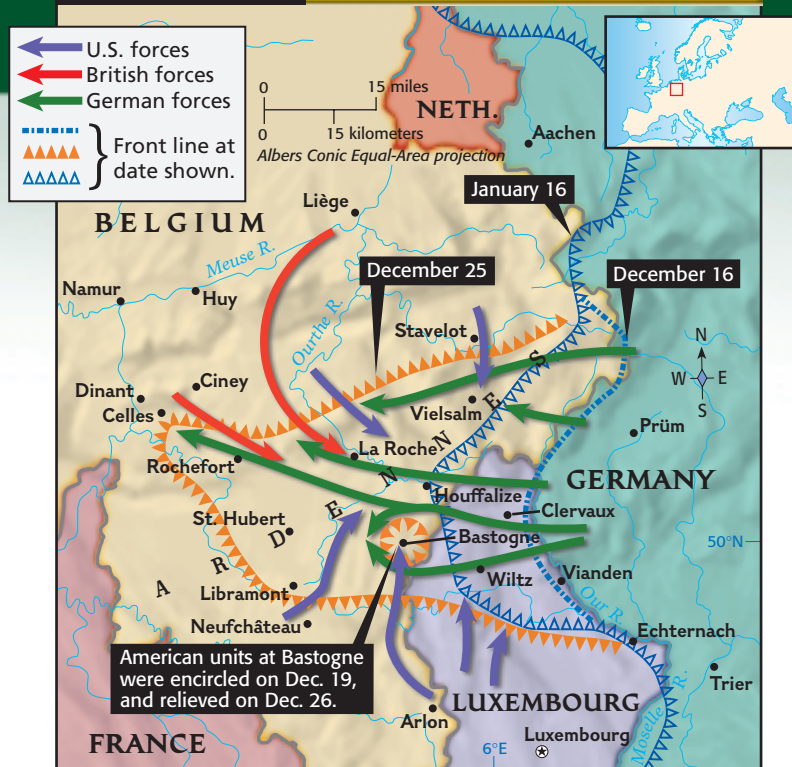 U.S. forces
British forces
German forces
Front line at
date shown.
0 15 miles
0 15 kilometers
Albers Conic Equal-Area projection
NETH.
Aachen
January 16
Liège
BELGIUM
Meuse R.
December 25
December 16
Namur
Huy
Ourthe R.
Stavelot
N
W E
S
Dinant
Ciney
Celles
Vielsalm
Prüm
La Roche
Rochefort
GERMANY
Houffalize
Clervaux
St. Hubert
ARDENNES
Bastogne
50°N
Wiltz
Vianden
Libramont
Our R.
Neufchâteau
Echternach
American units at Bastogne
were encircled on Dec. 19,
and relieved on Dec. 26.
Trier
LUXEMBOURG
Arlon
Moselle R.
Luxembourg
FRANCE
6°E